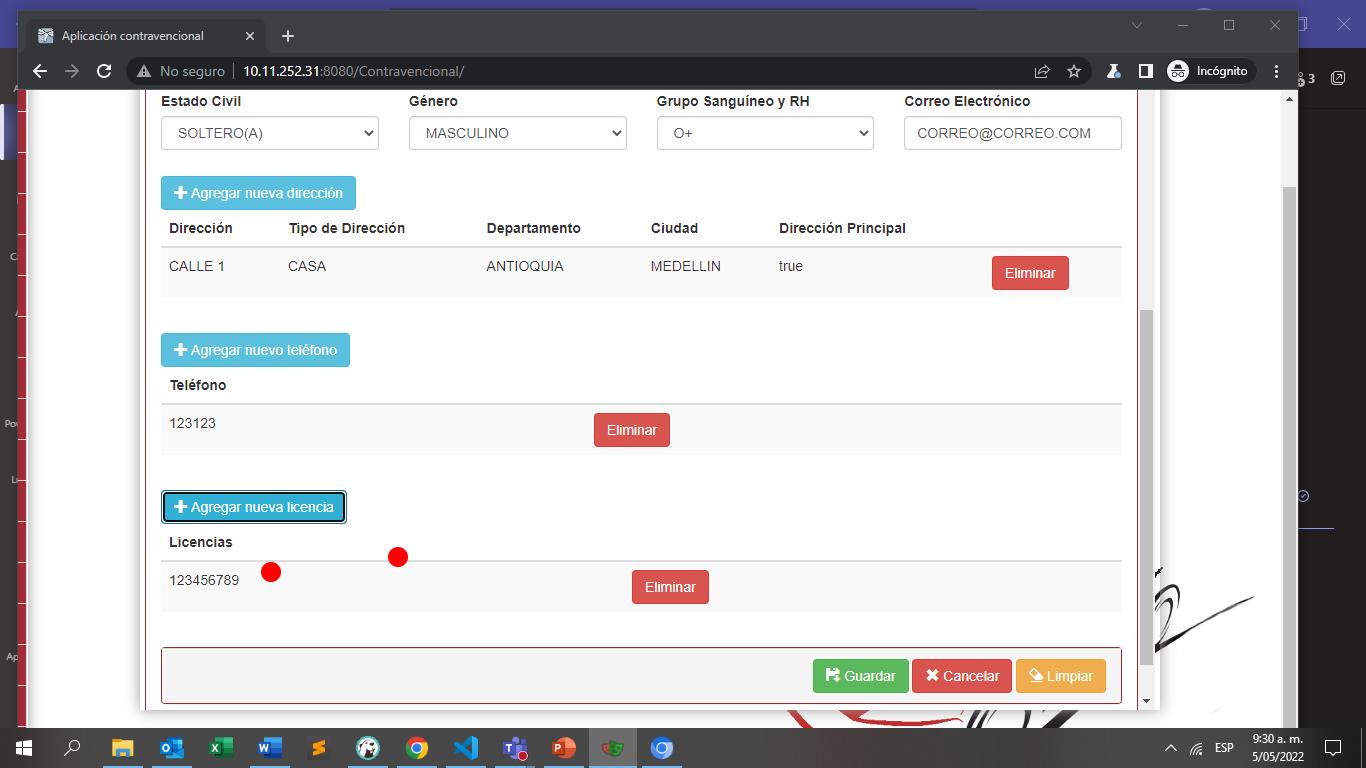 Aplicación contravencional
No seguro
10.11.252.31:8080/Contravencional/
Incógnito
3
Estado Civil
Género
Grupo Sanguíneo y RH
Correo Electrónico
SOLTERO(A)
MASCULINO
O+
CORREO@CORREO.COM
Agregar nueva dirección
Dirección
Tipo de Dirección
Departamento
Ciudad
Dirección Principal
CALLE 1
CASA
ANTIOQUIA
MEDELLIN
true
Eliminar
Agregar nuevo teléfono
Teléfono
123123
Eliminar
Agregar nueva licencia
Licencias
123456789
Eliminar
Guardar
Cancelar
Limpiar
ESP
9:30 a. m.
5/05/2022